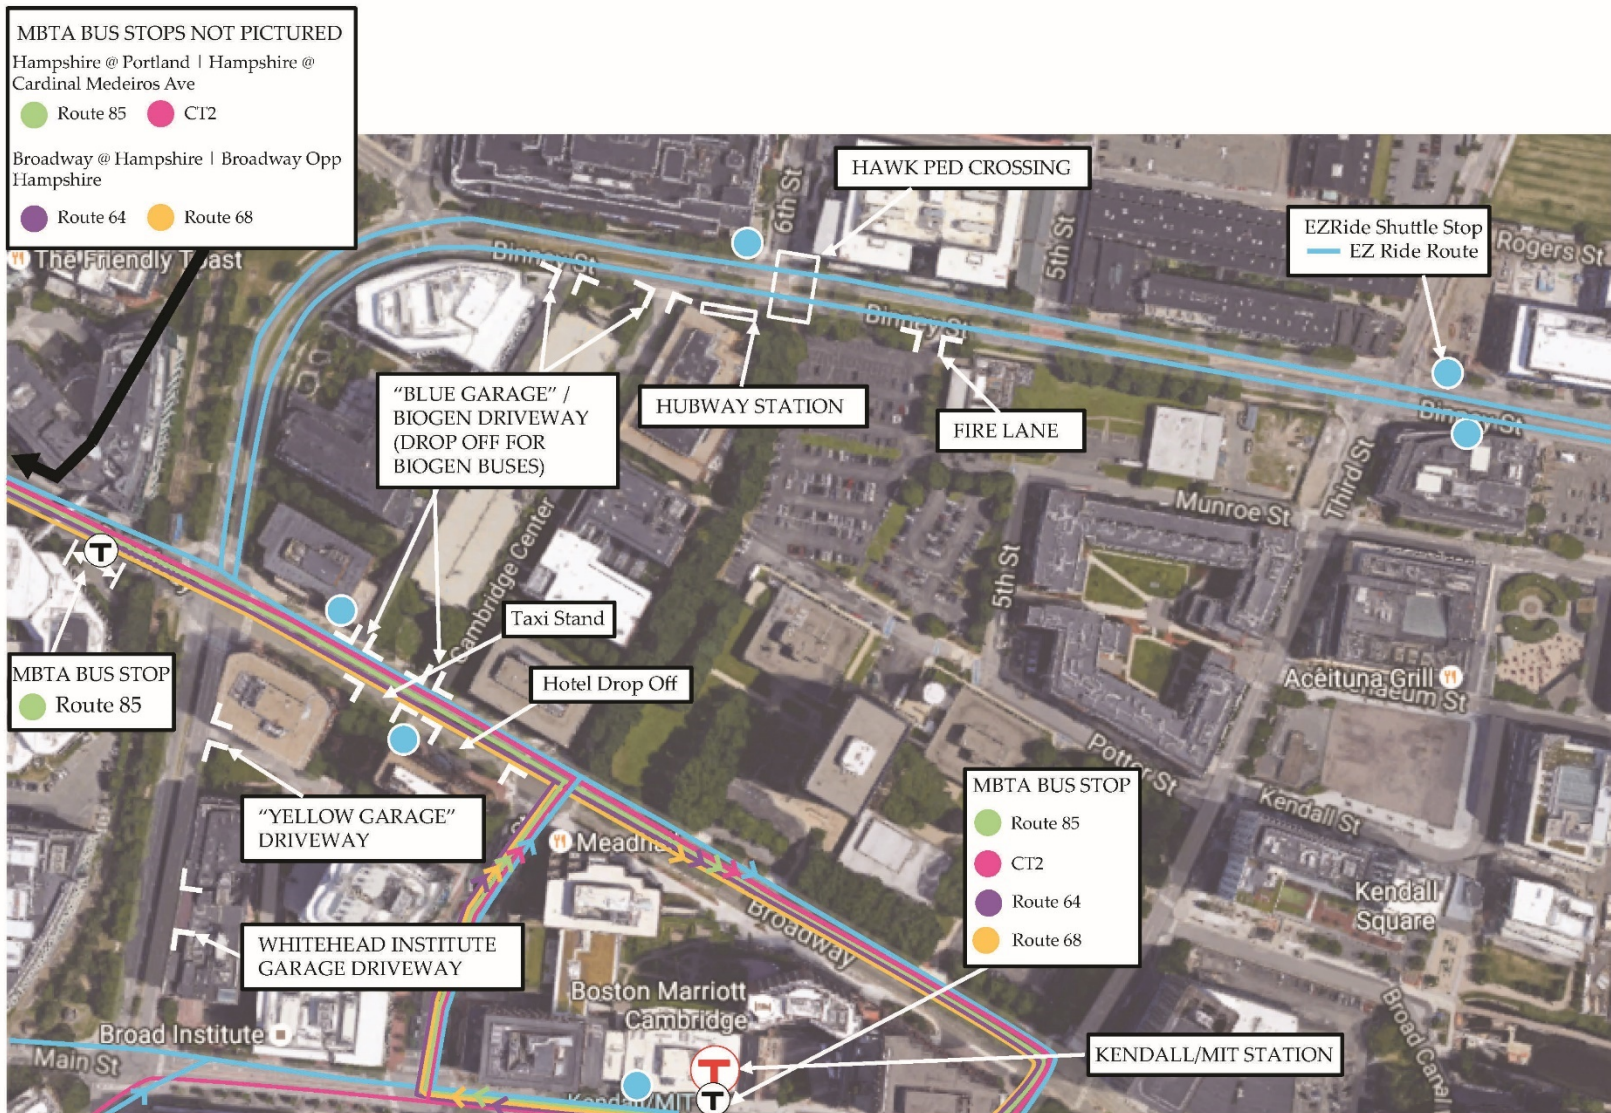 MBTA BUS STOPS NOT PICTURED
Hampshire @ Portland | Hampshire @
Cardinal Medeiros Ave
Route 85
CT2
Broadway @ Hampshire | Broadway Opp
Hampshire
Route 64
Route 68
HAWK PED CROSSING
6th St
5th St
EZRide Shuttle Stop
EZ Ride Route
Rogers St
The Friendly Toast
Binney St
Binney St
Binney St
"BLUE GARAGE" /
BIOGEN DRIVEWAY
(DROP OFF FOR
BIOGEN BUSES)
HUBWAY STATION
FIRE LANE
Third St
Munroe St
5th St
Cambridge Center
T
Taxi Stand
Hotel Drop Off
MBTA BUS STOP
Route 85
Aceituna Grill
Potter St
Kendall St
"YELLOW GARAGE"
DRIVEWAY
MBTA BUS STOP
Route 85
CT2
Route 64
Route 68
Kendall
Square
Broadway
WHITEHEAD INSTITUTE
GARAGE DRIVEWAY
Boston Marriott
Cambridge
Broad Institute
Main St
KENDALL/MIT STATION
T
T
Kendall/MIT